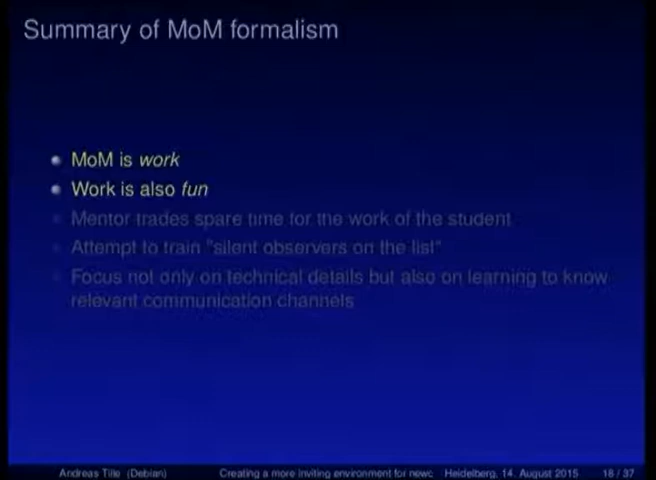 Summary of MoM formalism
MoM is work
Work is also fun
Mentor trades spare time for the work of the student
Attempt to train "silent observers on the list"
Focus not only on technical details but also on learning to know
relevant communication channels
Andreas Tille (Debian) Creating a more inviting environment for newc Heidelberg, 14. August 2015 18 / 37